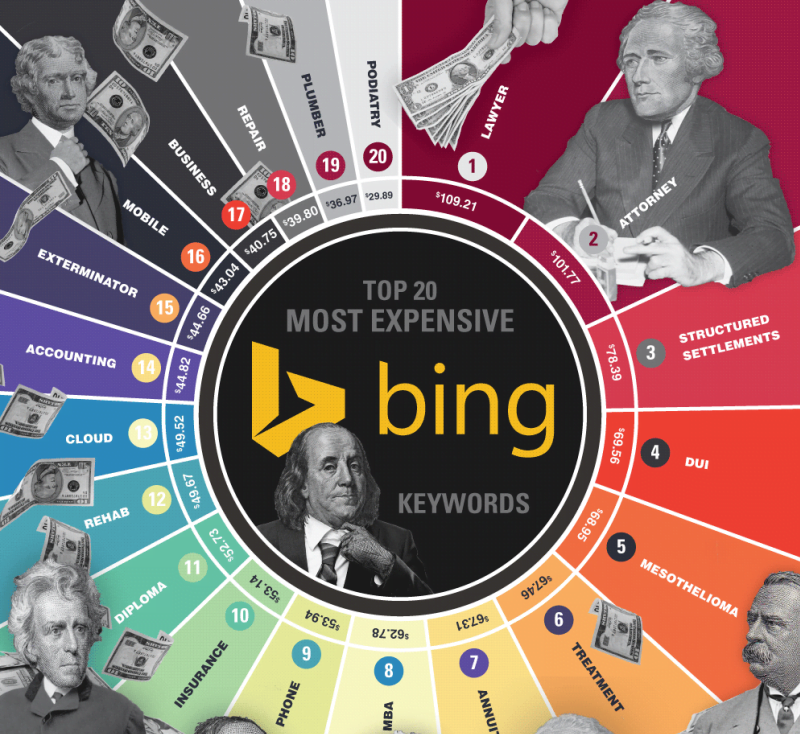 TOP 20
MOST EXPENSIVE
bing
KEYWORDS
1
LAWYER
$109.21
2
ATTORNEY
$101.77
3
STRUCTURED
SETTLEMENTS
$78.39
4
DUI
$69.56
5
MESOTHELIOMA
$68.95
6
TREATMENT
$67.46
7
ANNUI
$67.31
8
MBA
$62.78
9
PHONE
$53.94
10
INSURANCE
$53.14
11
DIPLOMA
$52.73
12
REHAB
$49.67
13
CLOUD
$49.52
14
ACCOUNTING
$44.82
15
EXTERMINATOR
$44.66
16
MOBILE
$43.04
17
BUSINESS
$40.75
18
REPAIR
$39.80
19
PLUMBER
$36.97
20
PODIATRY
$29.89